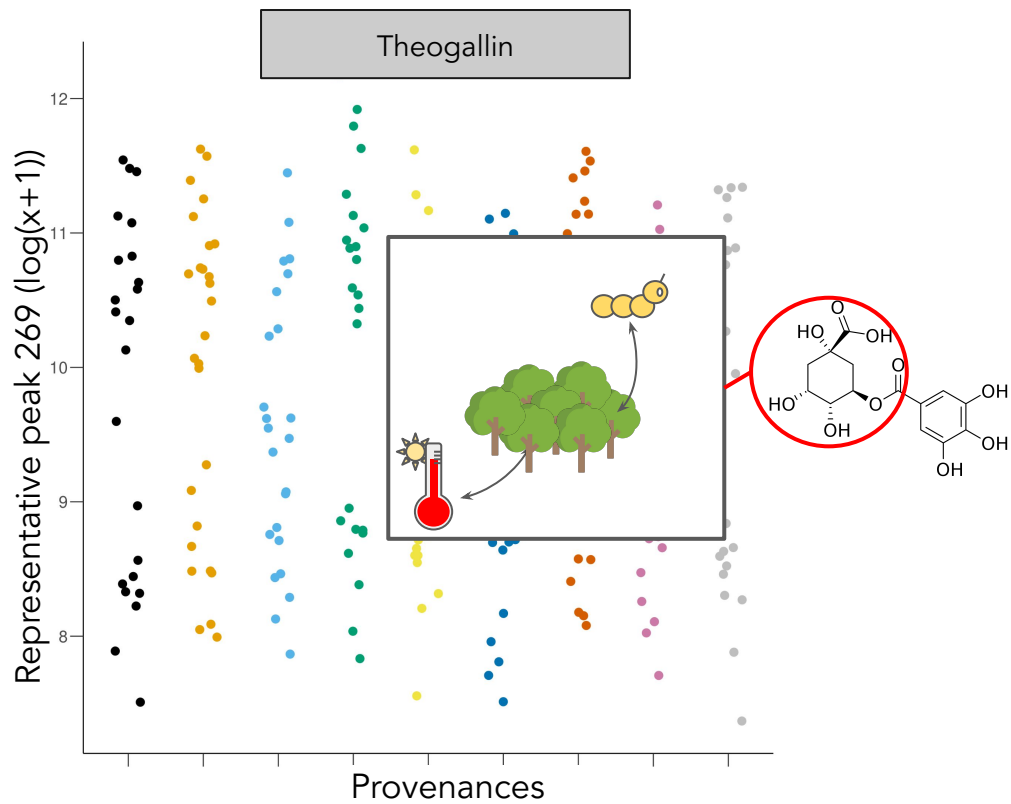 Theogallin
Representative peak 269 (log(x+1))
12
11
10
9
8
Provenances
O
HO
OH
O
HO
O
OH
OH
OH
OH